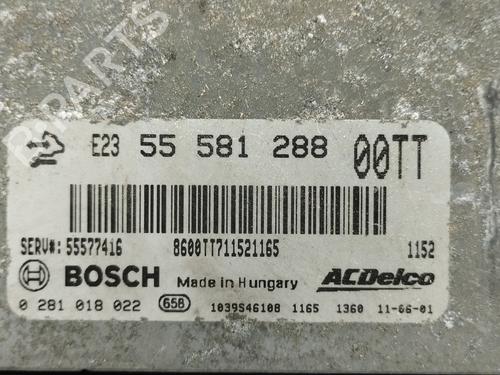 B PARTS
E23 55 581 288 00TT
SERV#: 55577416 8600TT711521165 1152
BOSCH Made in Hungary ACDelco
0 281 018 022 658 1039S46108 1165 1360 11-06-01